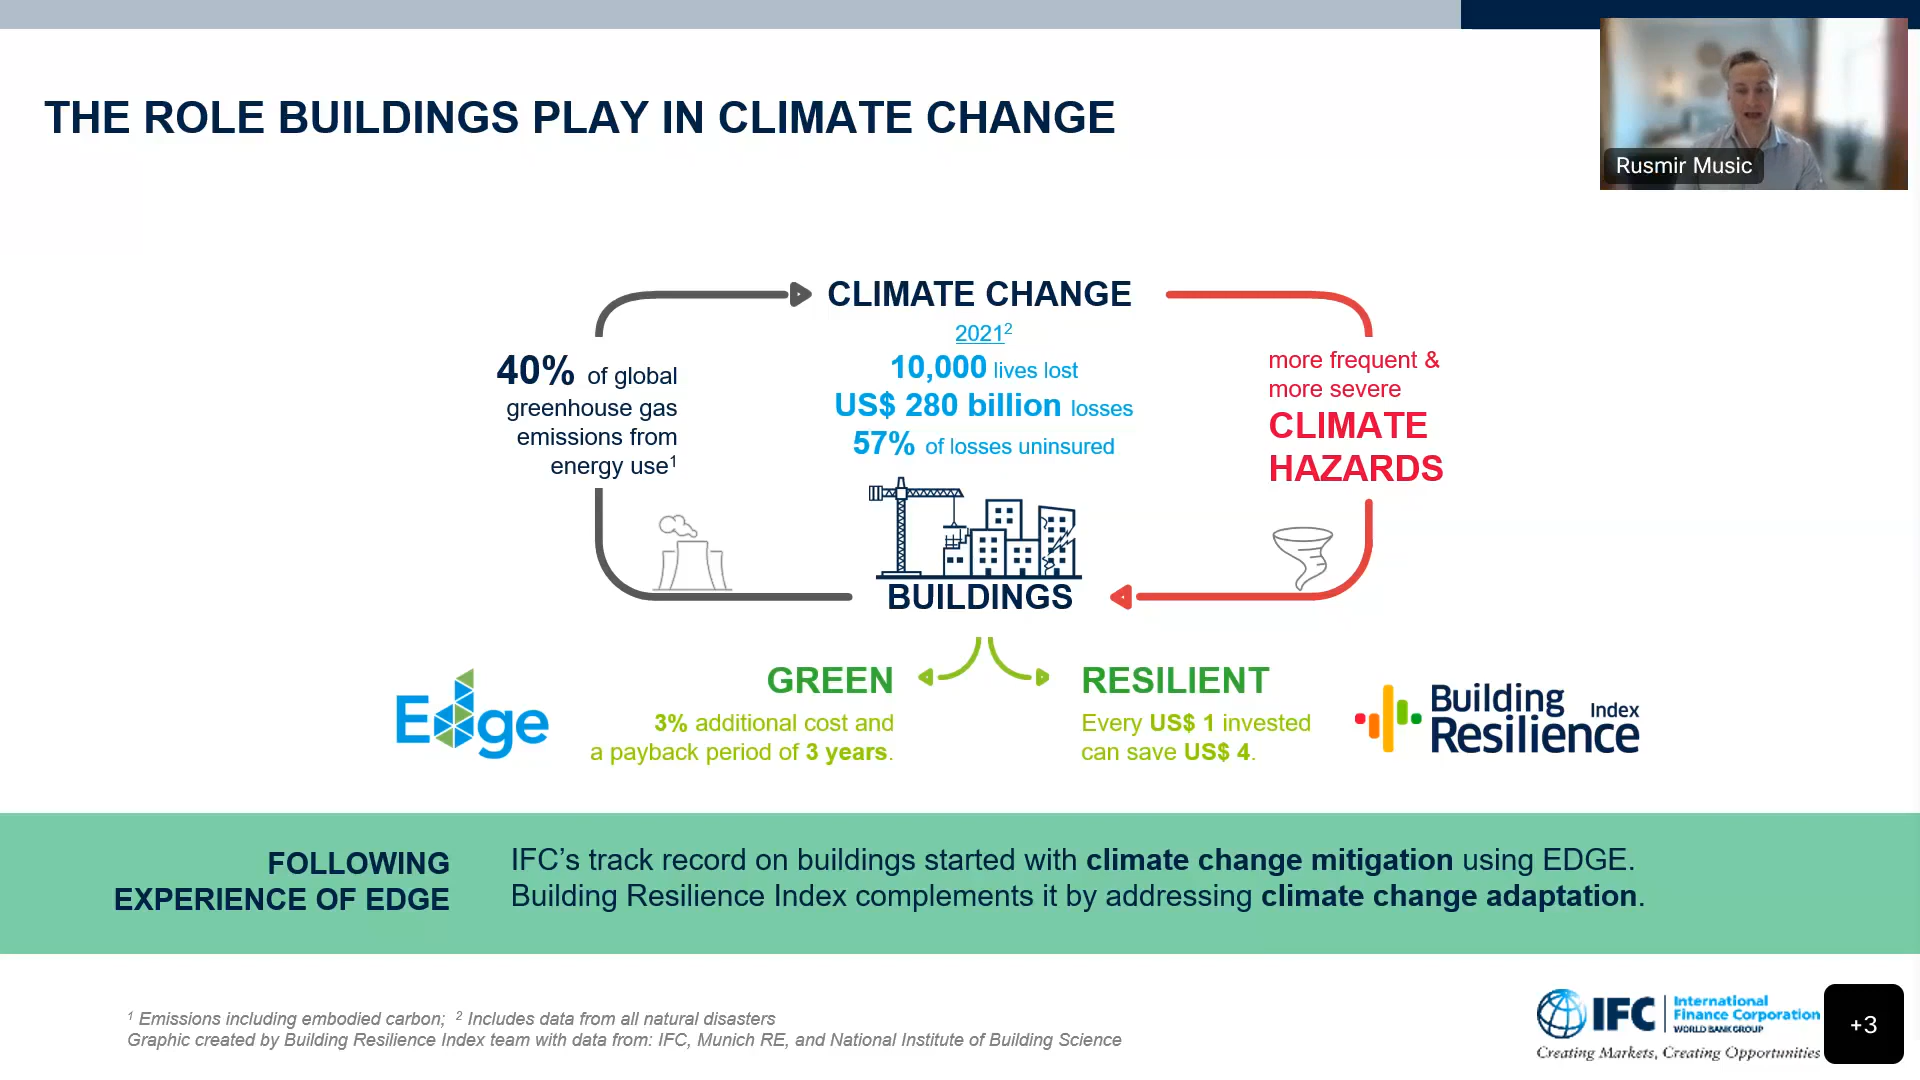 THE ROLE BUILDINGS PLAY IN CLIMATE CHANGE
Rusmir Music
CLIMATE CHANGE
2021²
10,000 lives lost
US$ 280 billion losses
57% of losses uninsured
40% of global
greenhouse gas
emissions from
energy use¹
more frequent &
more severe
CLIMATE
HAZARDS
BUILDINGS
Edge
GREEN
3% additional cost and
a payback period of 3 years.
RESILIENT
Every US$ 1 invested
can save US$ 4.
Building
Resilience Index
FOLLOWING
EXPERIENCE OF EDGE
IFC’s track record on buildings started with climate change mitigation using EDGE.
Building Resilience Index complements it by addressing climate change adaptation.
¹ Emissions including embodied carbon; ² Includes data from all natural disasters
Graphic created by Building Resilience Index team with data from: IFC, Munich RE, and National Institute of Building Science
IFC
International
Finance Corporation
WORLD BANK GROUP
Creating Markets, Creating Opportunities
+3